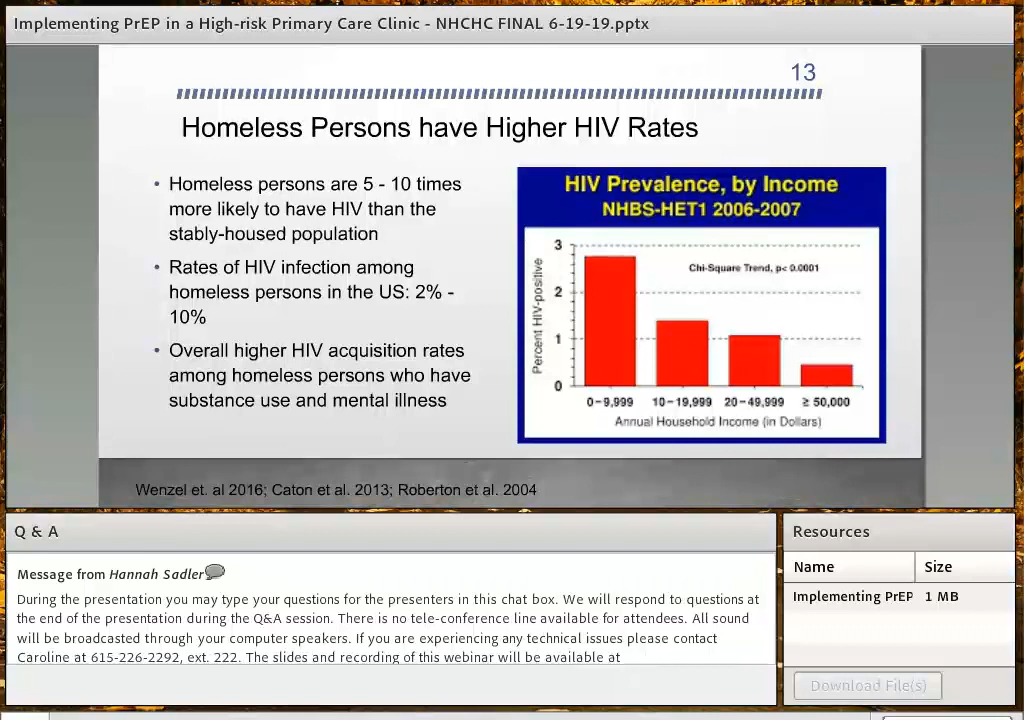 Implementing PrEP in a High-risk Primary Care Clinic - NHCHC FINAL 6-19-19.pptx
13
Homeless Persons have Higher HIV Rates
• Homeless persons are 5 - 10 times
more likely to have HIV than the
stably-housed population
• Rates of HIV infection among
homeless persons in the US: 2% -
10%
• Overall higher HIV acquisition rates
among homeless persons who have
substance use and mental illness
HIV Prevalence, by Income
NHBS-HET1 2006-2007
Chi-Square Trend, p< 0.0001
Percent HIV-positive
3
2
1
0
0-9,999 10-19,999 20-49,999 ≥ 50,000
Annual Household Income (in Dollars)
Wenzel et. al 2016; Caton et al. 2013; Roberton et al. 2004
Q & A
Message from Hannah Sadler
During the presentation you may type your questions for the presenters in this chat box. We will respond to questions at
the end of the presentation during the Q&A session. There is no tele-conference line available for attendees. All sound
will be broadcasted through your computer speakers. If you are experiencing any technical issues please contact
Caroline at 615-226-2292, ext. 222. The slides and recording of this webinar will be available at
Resources
Name Size
Implementing PrEP 1 MB
Download File(s)